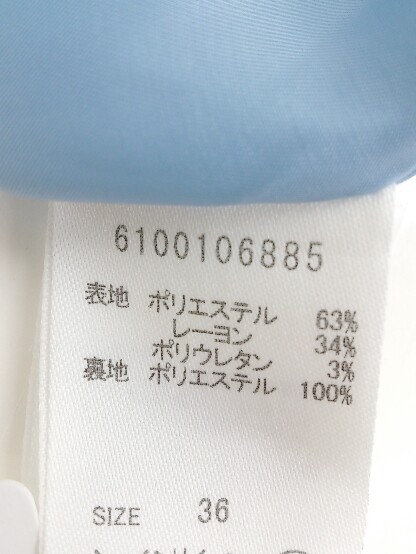 6100106885
表地 ポリエステル 63%
レーヨン 34%
ポリウレタン 3%
裏地 ポリエステル 100%
SIZE 36